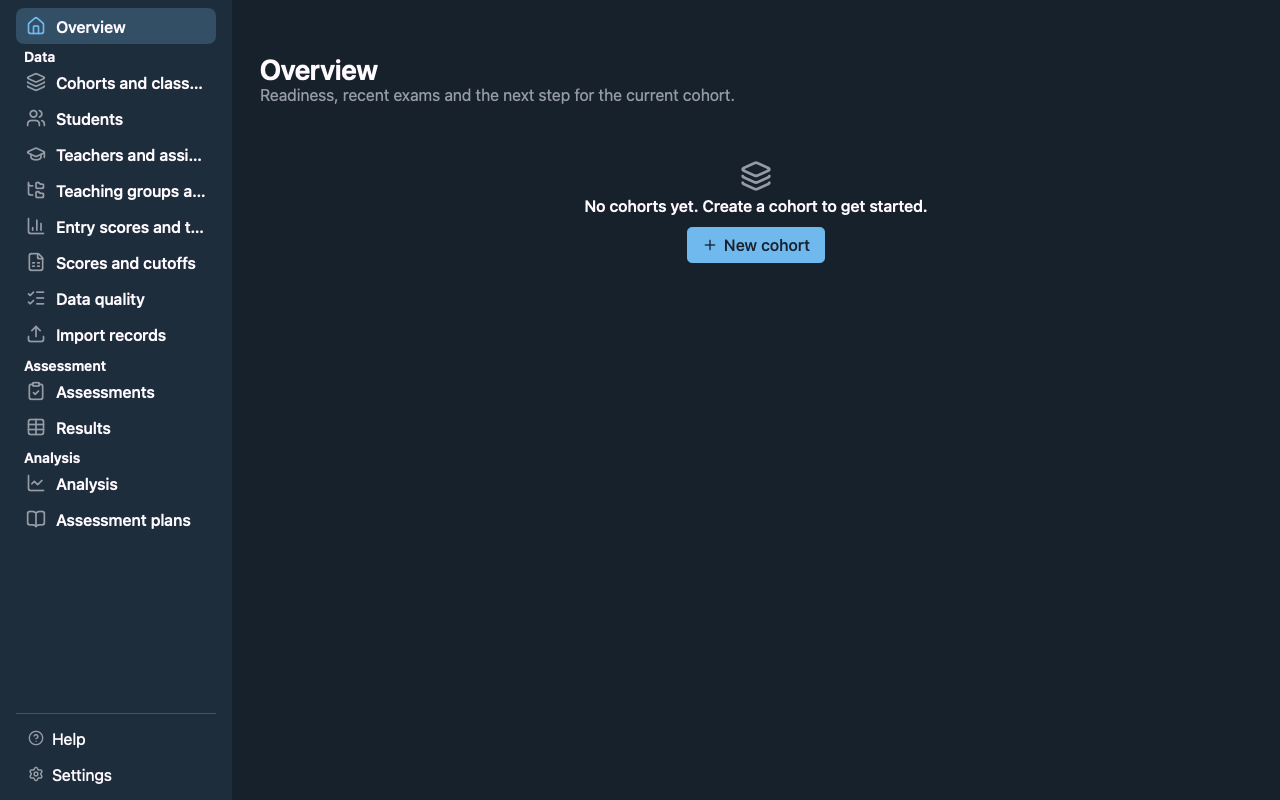 Overview
Data
Cohorts and class...
Students
Teachers and assi...
Teaching groups a...
Entry scores and t...
Scores and cutoffs
Data quality
Import records
Assessment
Assessments
Results
Analysis
Analysis
Assessment plans
Help
Settings
Overview
Readiness, recent exams and the next step for the current cohort.
No cohorts yet. Create a cohort to get started.
New cohort